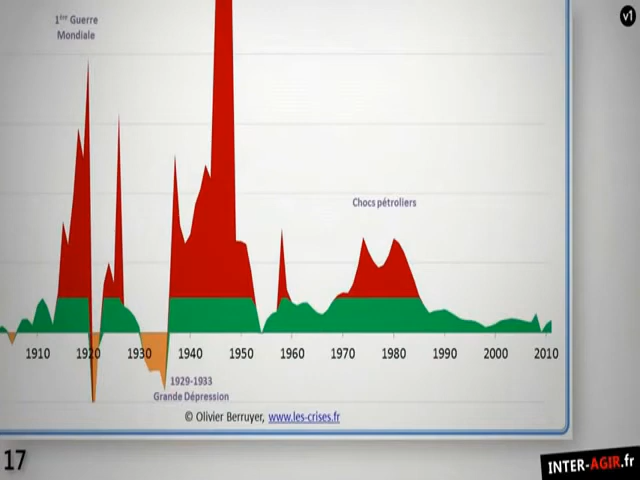 v1
1ère Guerre
Mondiale
Chocs pétroliers
1910 1920 1930 1940 1950 1960 1970 1980 1990 2000 2010
1929-1933
Grande Dépression
© Olivier Berruyer, www.les-crises.fr
17
INTER-AGIR.fr